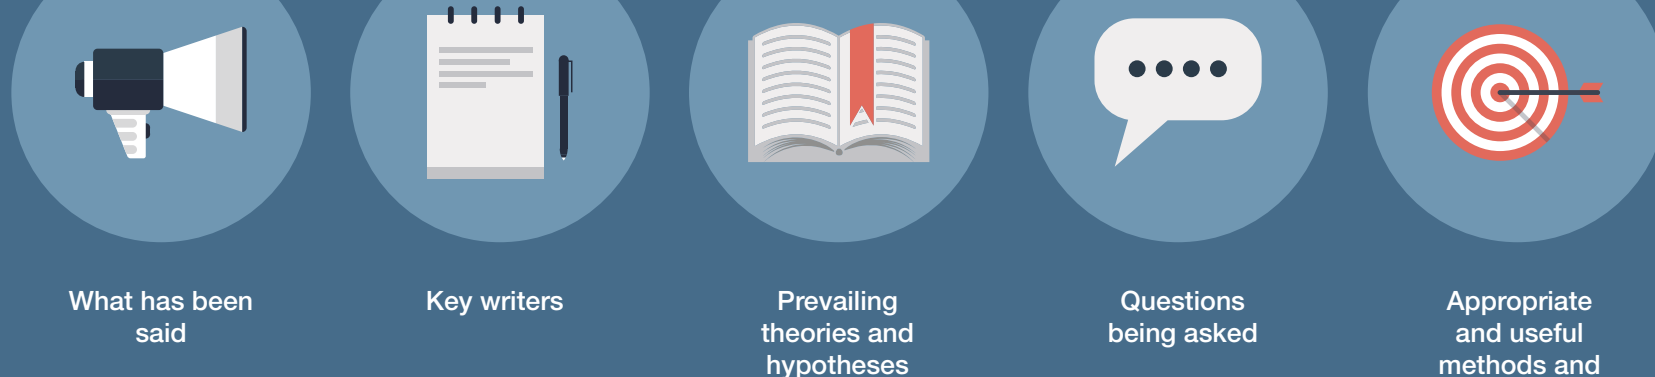 What has been
said
Key writers
Prevailing
theories and
hypotheses
Questions
being asked
Appropriate
and useful
methods and